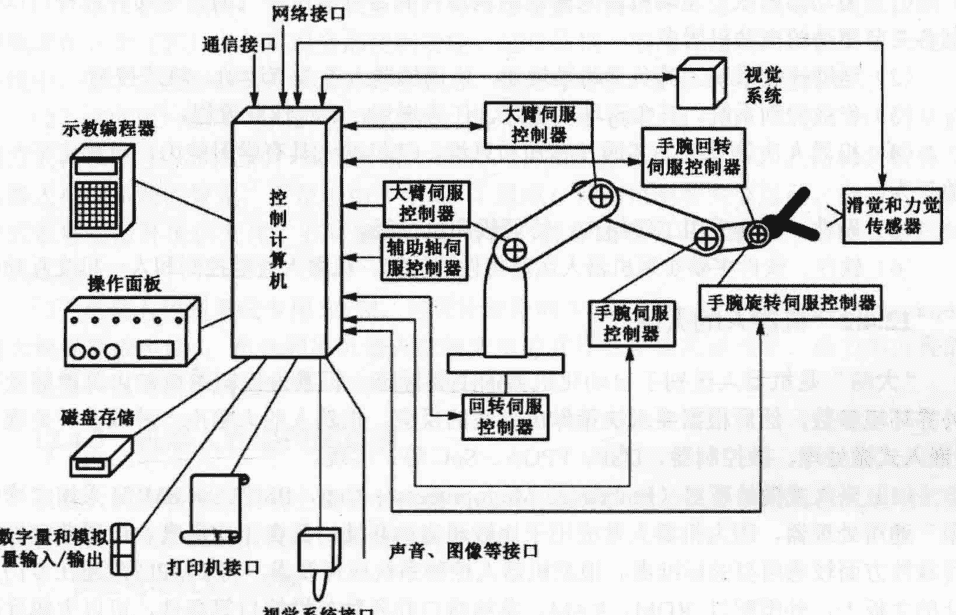 网络接口
通信接口
视觉
系统
大臂伺服
控制器
示教编程器
手腕回转
伺服控制器
控制计算机
大臂伺服
控制器
滑觉和力觉
传感器
辅助轴伺
服控制器
操作面板
手腕旋转伺服控制器
手腕伺服
控制器
回转伺服
控制器
磁盘存储
数字量和模拟
量输入/输出
打印机接口
声音、图像等接口
视觉系统接口